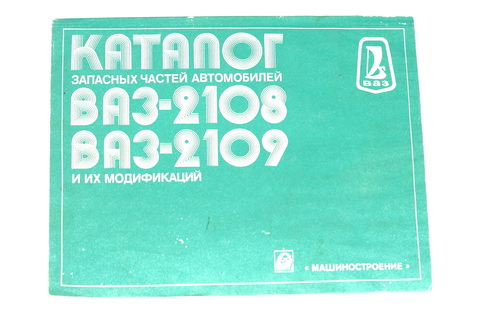 КАТАЛОГ
ЗАПАСНЫХ ЧАСТЕЙ АВТОМОБИЛЕЙ
ВАЗ-2108
ВАЗ-2109
И ИХ МОДИФИКАЦИЙ
ВАЗ
« МАШИНОСТРОЕНИЕ »